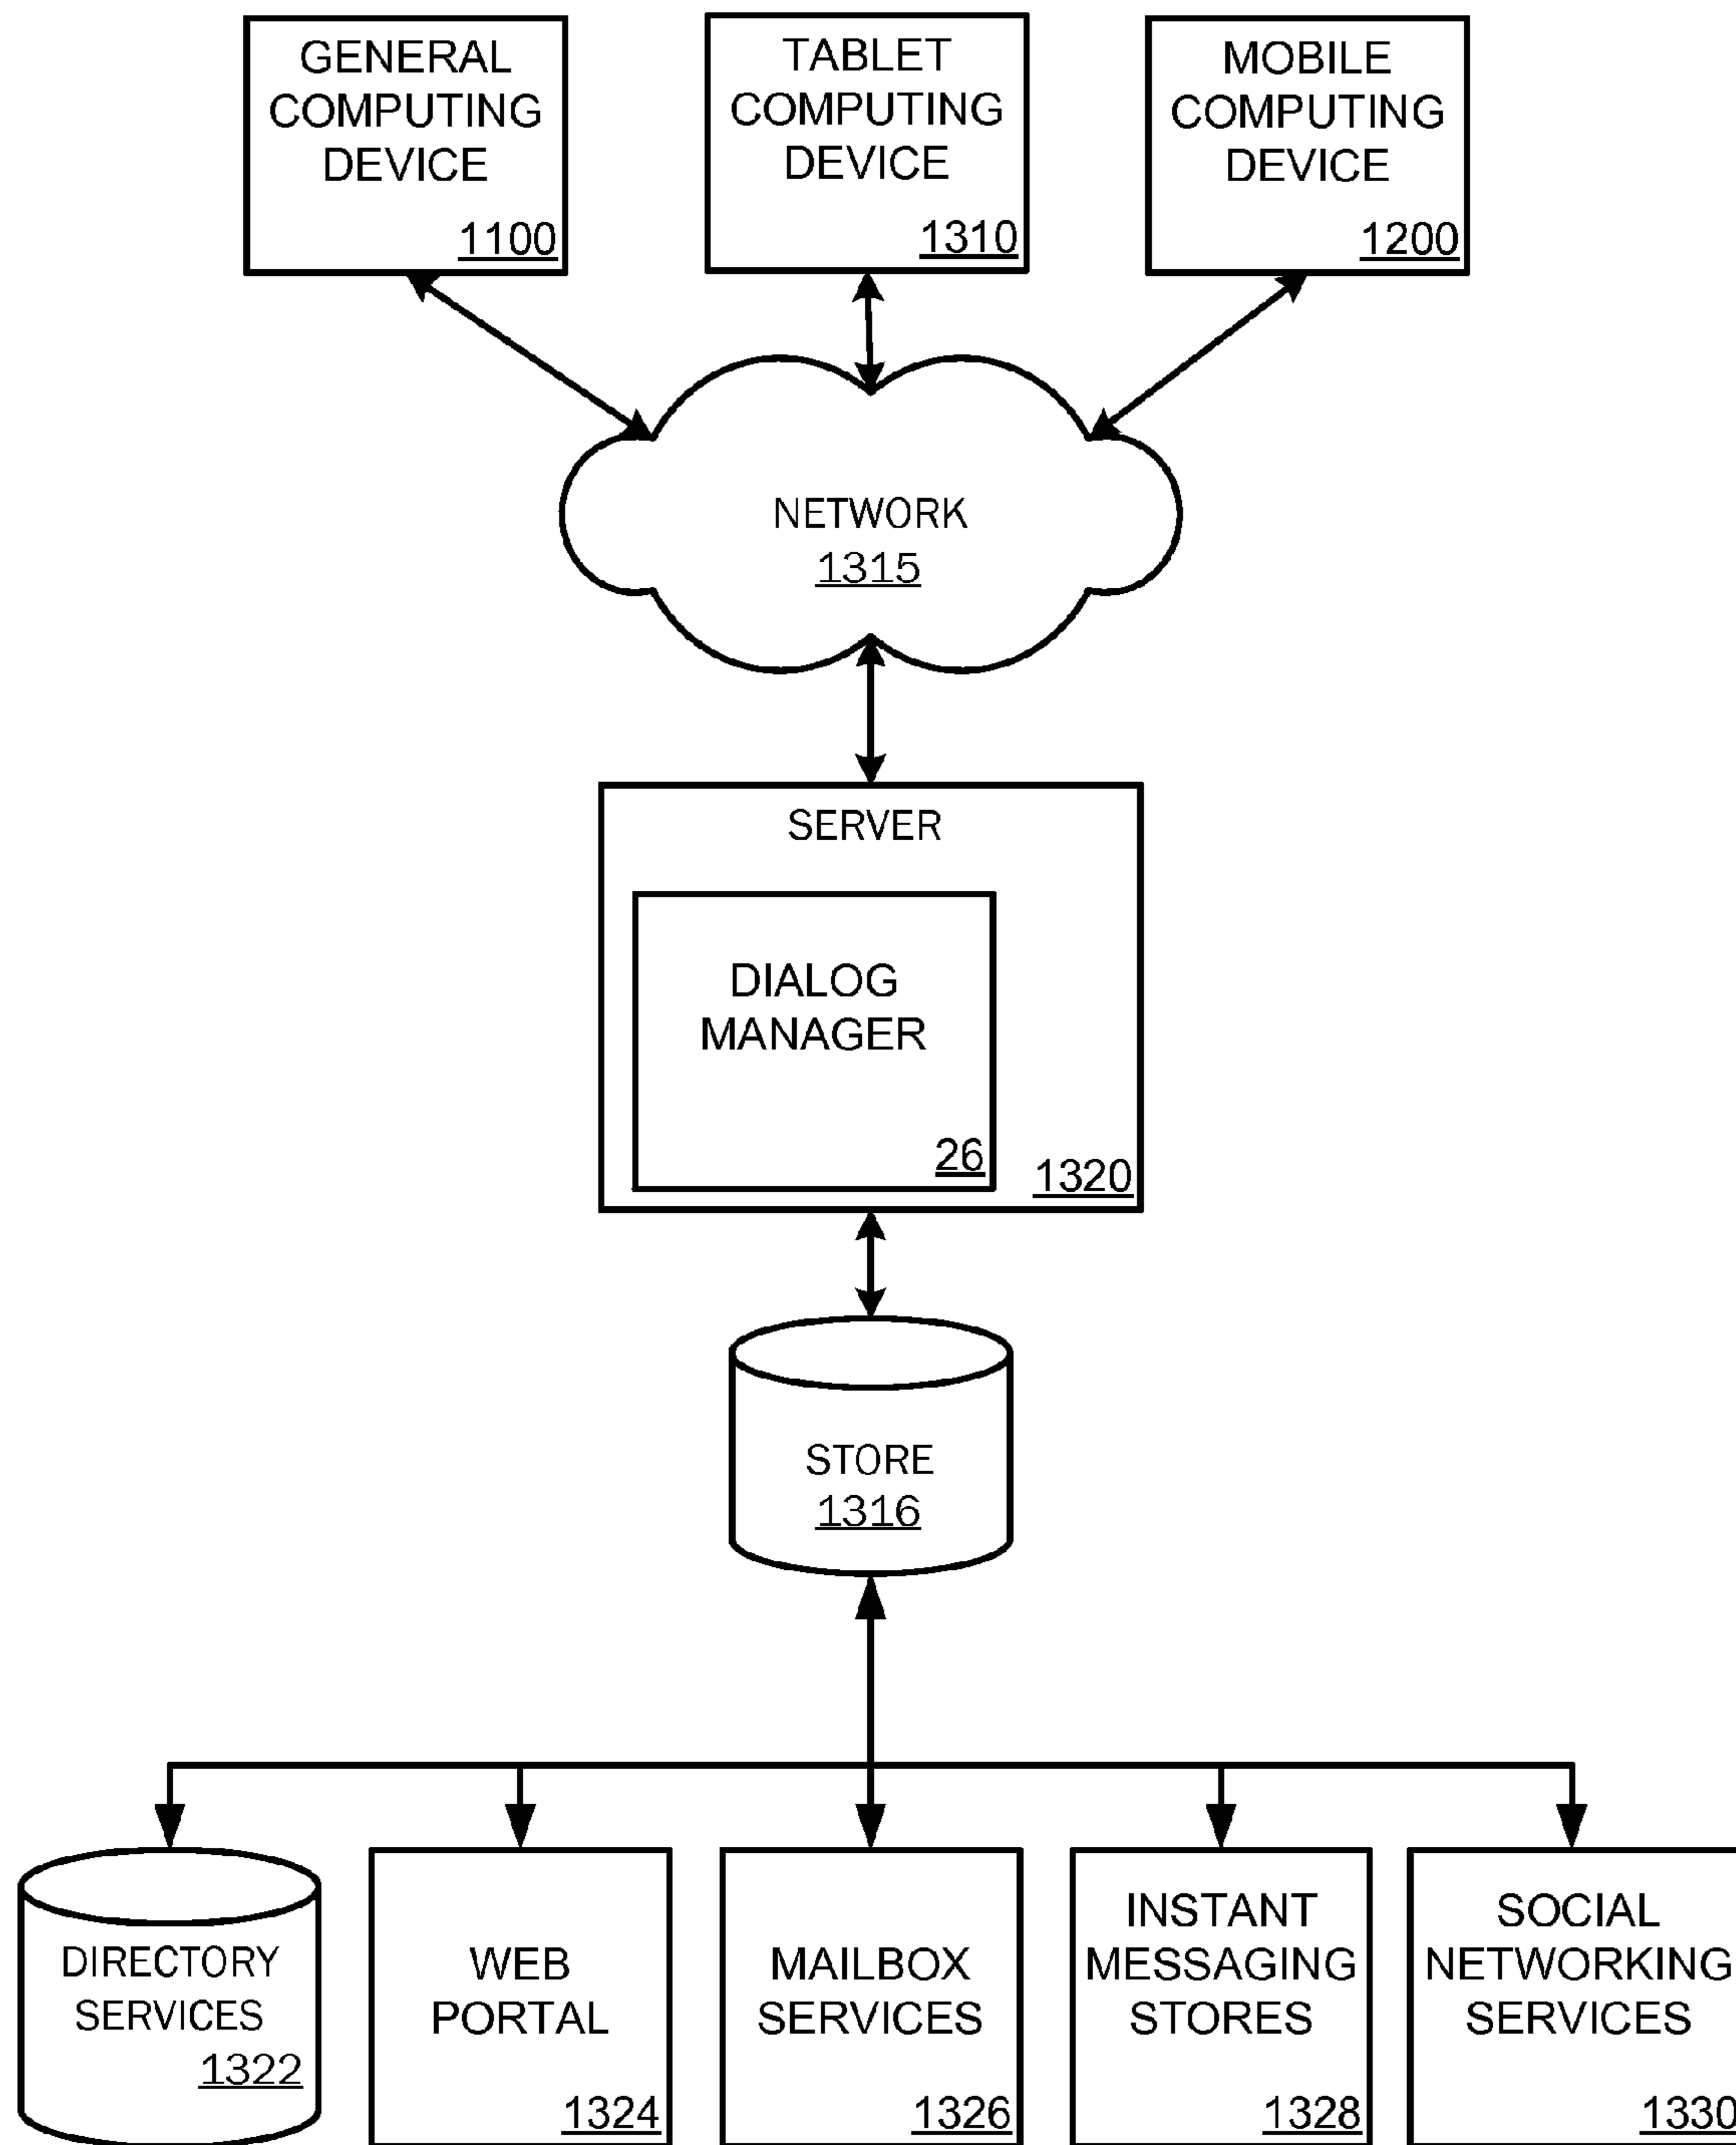 GENERAL
COMPUTING
DEVICE
1100
TABLET
COMPUTING
DEVICE
1310
MOBILE
COMPUTING
DEVICE
1200
NETWORK
1315
SERVER
DIALOG
MANAGER
26
1320
STORE
1316
DIRECTORY
SERVICES
1322
WEB
PORTAL
1324
MAILBOX
SERVICES
1326
INSTANT
MESSAGING
STORES
1328
SOCIAL
NETWORKING
SERVICES
1330